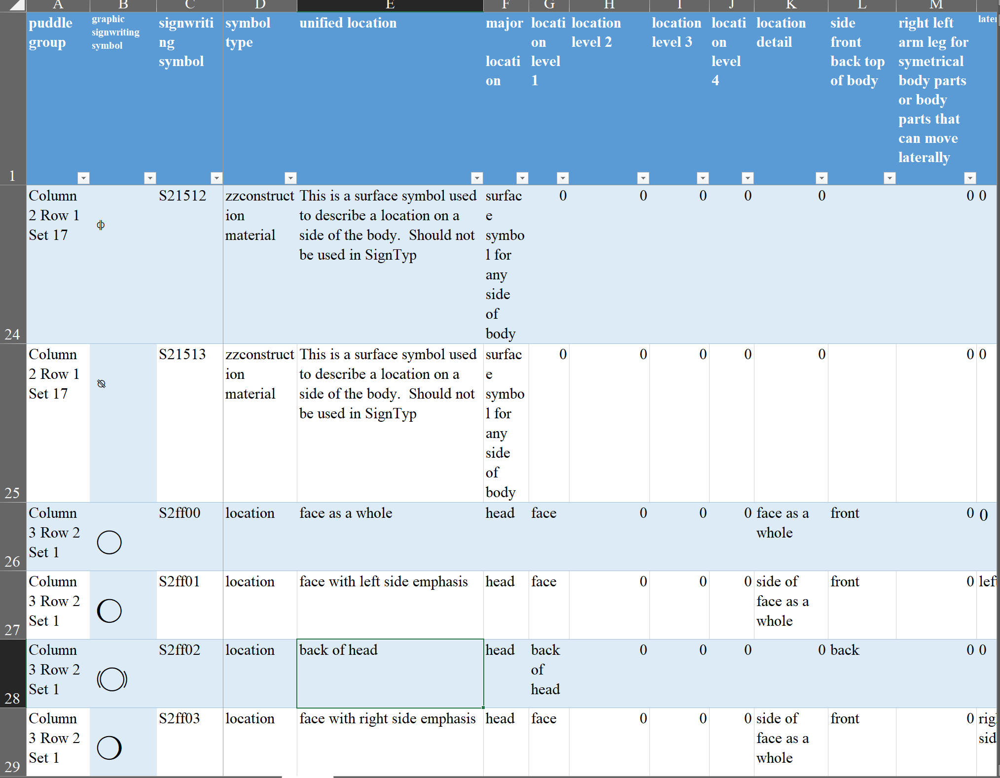 A B C D E F G H I J K L M
1
puddle group
graphic signwriting symbol
signwriting symbol
symbol type
unified location
major location
location level 1
location level 2
location level 3
location level 4
location detail
side front back top of body
right left arm leg for symetrical body parts or body parts that can move laterally
24
Column 2 Row 1 Set 17
S21512
zzconstruction material
This is a surface symbol used to describe a location on a side of the body.  Should not be used in SignTyp
surface symbol for any side of body
0
0
0
0
0
0
0
25
Column 2 Row 1 Set 17
S21513
zzconstruction material
This is a surface symbol used to describe a location on a side of the body.  Should not be used in SignTyp
surface symbol for any side of body
0
0
0
0
0
0
0
26
Column 3 Row 2 Set 1
S2ff00
location
face as a whole
head
face
0
0
0
face as a whole
front
0
0
27
Column 3 Row 2 Set 1
S2ff01
location
face with left side emphasis
head
face
0
0
0
side of face as a whole
front
0
left
28
Column 3 Row 2 Set 1
S2ff02
location
back of head
head
back of head
0
0
0
0
back
0
0
29
Column 3 Row 2 Set 1
S2ff03
location
face with right side emphasis
head
face
0
0
0
side of face as a whole
front
0